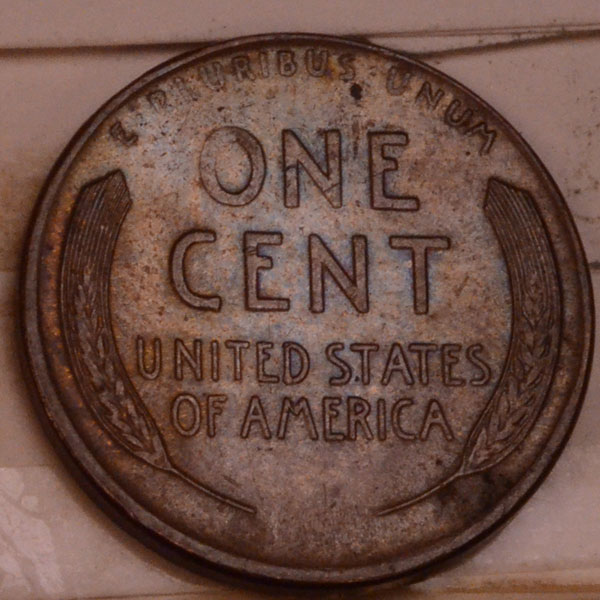 E PLURIBUS UNUM
ONE
CENT
UNITED STATES
OF AMERICA